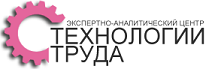 ЭКСПЕРТНО-АНАЛИТИЧЕСКИЙ ЦЕНТР
ТЕХНОЛОГИИ
ТРУДА